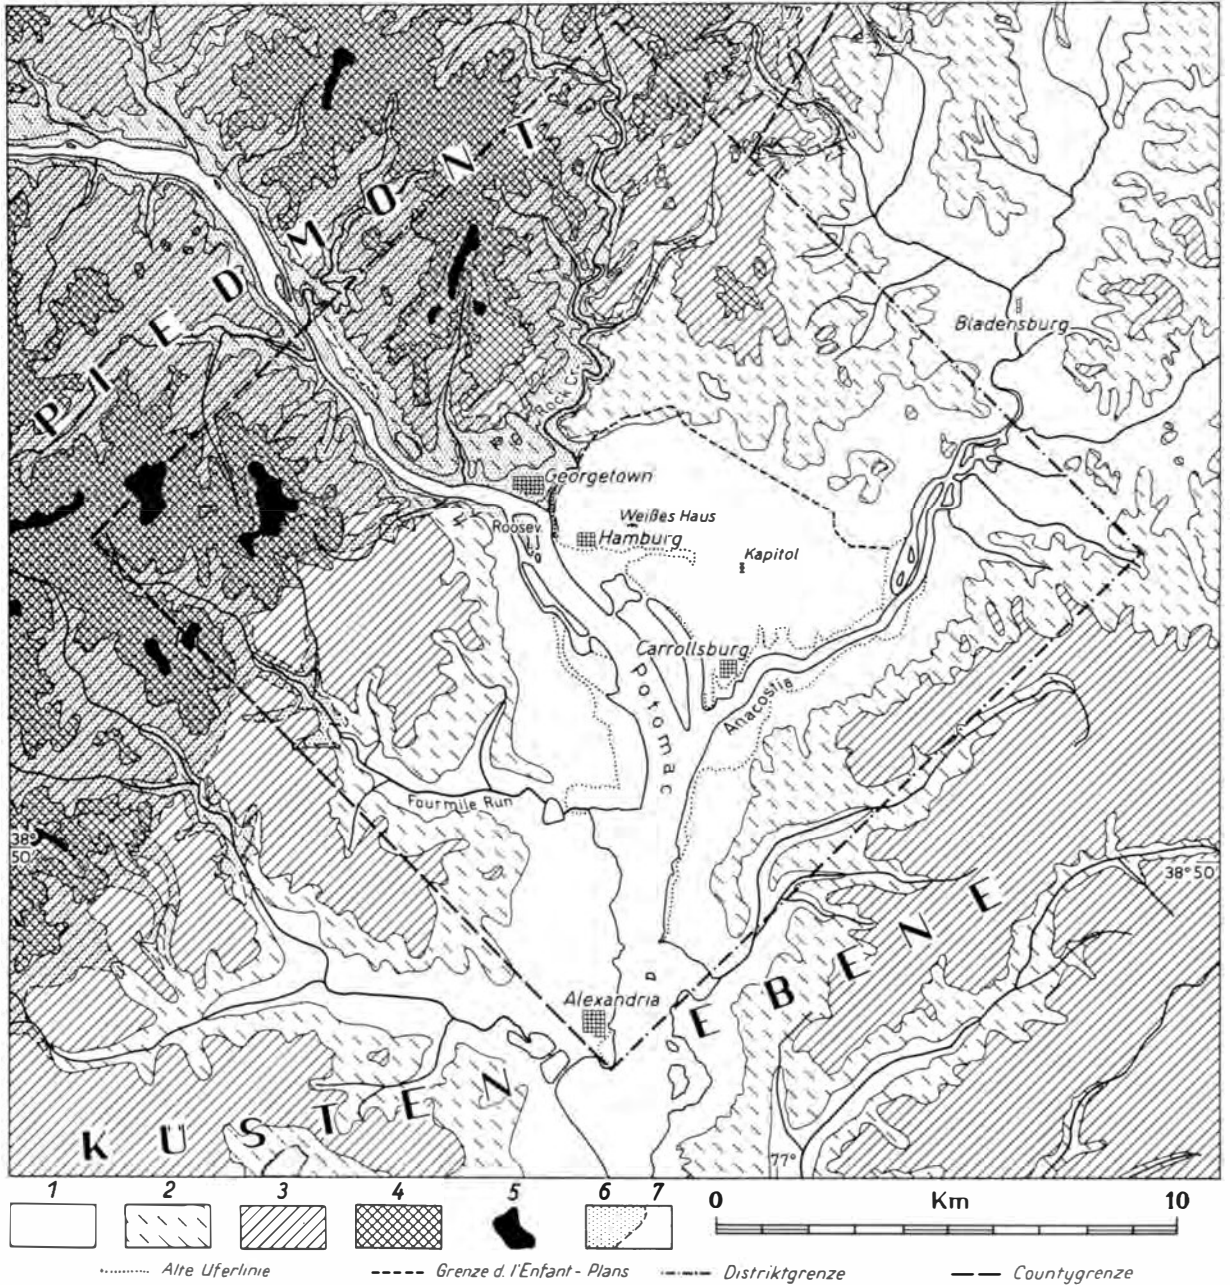 77°
PIEDMONT
Bladensburg
Rock Cr.
Georgetown
Roosev.
Weißes Haus
Hamburg
Kapitol
Carrollsburg
Potomac
Anacostia
Fourmile Run
38°
50'
38° 50'
Alexandria
KÜSTEN
EBENE
77°
1 2 3 4 5 6 7
0 Km 10
Alte Uferlinie Grenze d. l'Enfant-Plans Distriktgrenze Countygrenze